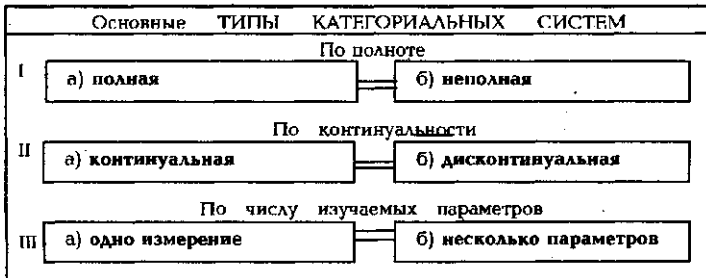 Основные ТИПЫ КАТЕГОРИАЛЬНЫХ СИСТЕМ
По полноте
I а) полная б) неполная
По континуальности
II а) континуальная б) дисконтинуальная
По числу изучаемых параметров
III а) одно измерение б) несколько параметров